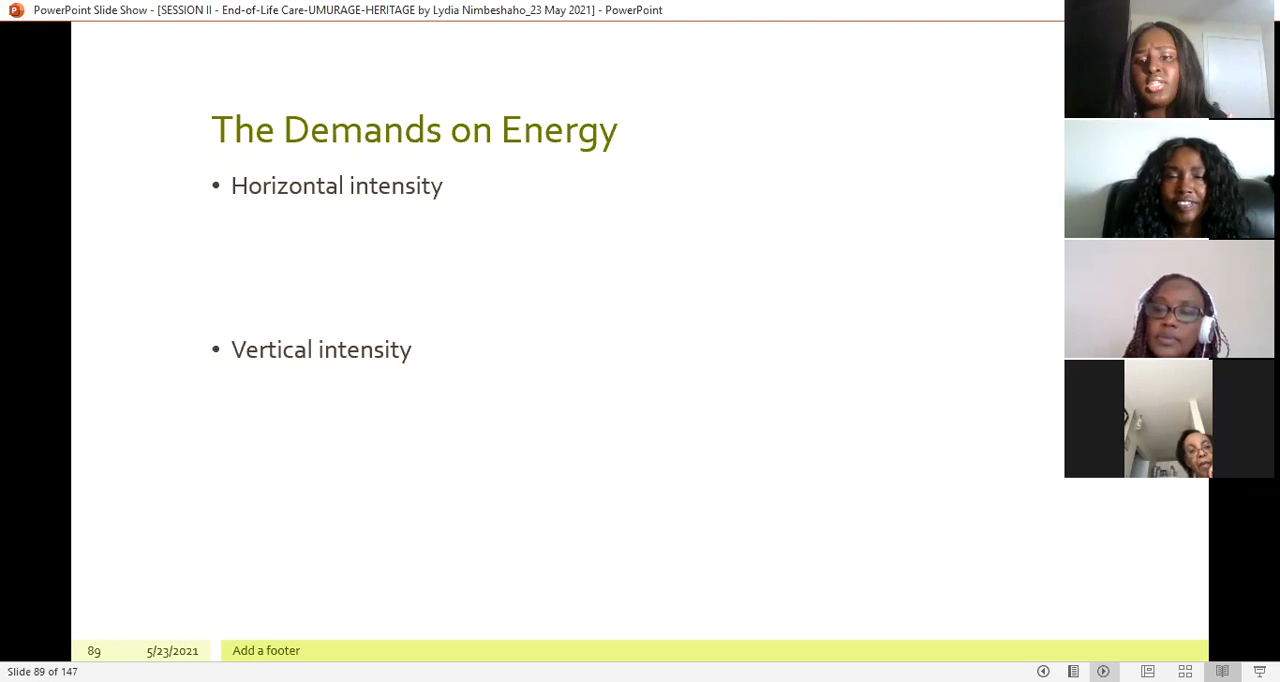 PowerPoint Slide Show - [SESSION II - End-of-Life Care-UMURAGE-HERITAGE by Lydia Nimbeshaho_23 May 2021] - PowerPoint
The Demands on Energy
• Horizontal intensity
• Vertical intensity
89 5/23/2021 Add a footer
Slide 89 of 147